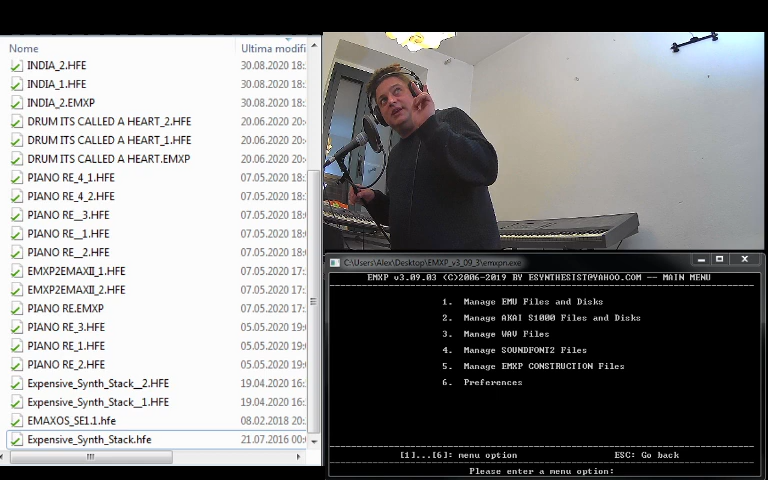 Nome
Ultima modifi
INDIA_2.HFE
30.08.2020 18:
INDIA_1.HFE
30.08.2020 18:
INDIA_2.EMXP
30.08.2020 18:
DRUM ITS CALLED A HEART_2.HFE
20.06.2020 20:
DRUM ITS CALLED A HEART_1.HFE
20.06.2020 20:
DRUM ITS CALLED A HEART.EMXP
20.06.2020 20:
PIANO RE_4_1.HFE
07.05.2020 18:
PIANO RE_4_2.HFE
07.05.2020 18:
PIANO RE__3.HFE
07.05.2020 18:
PIANO RE__1.HFE
07.05.2020 18:
PIANO RE__2.HFE
07.05.2020 18:
EMXP2EMAXII_1.HFE
07.05.2020 18:
EMXP2EMAXII_2.HFE
07.05.2020 18:
PIANO RE.EMXP
07.05.2020 18:
PIANO RE_3.HFE
05.05.2020 19:
PIANO RE_1.HFE
05.05.2020 19:
PIANO RE_2.HFE
05.05.2020 19:
Expensive_Synth_Stack__2.HFE
19.04.2020 16:
Expensive_Synth_Stack__1.HFE
19.04.2020 16:
EMAXOS_SE1.1.hfe
08.02.2018 20:
Expensive_Synth_Stack.hfe
21.07.2016 00:
C:\Users\Alex\Desktop\EMXP_v3_09_3\emxpn.exe
EMXP v3.09.03 (C)2006-2019 BY ESYNTHESIST@YAHOO.COM -- MAIN MENU
1. Manage EMU Files and Disks
2. Manage AKAI S1000 Files and Disks
3. Manage WAV Files
4. Manage SOUNDFONT2 Files
5. Manage EMXP CONSTRUCTION Files
6. Preferences
[1]...[6]: menu option ESC: Go back
Please enter a menu option: